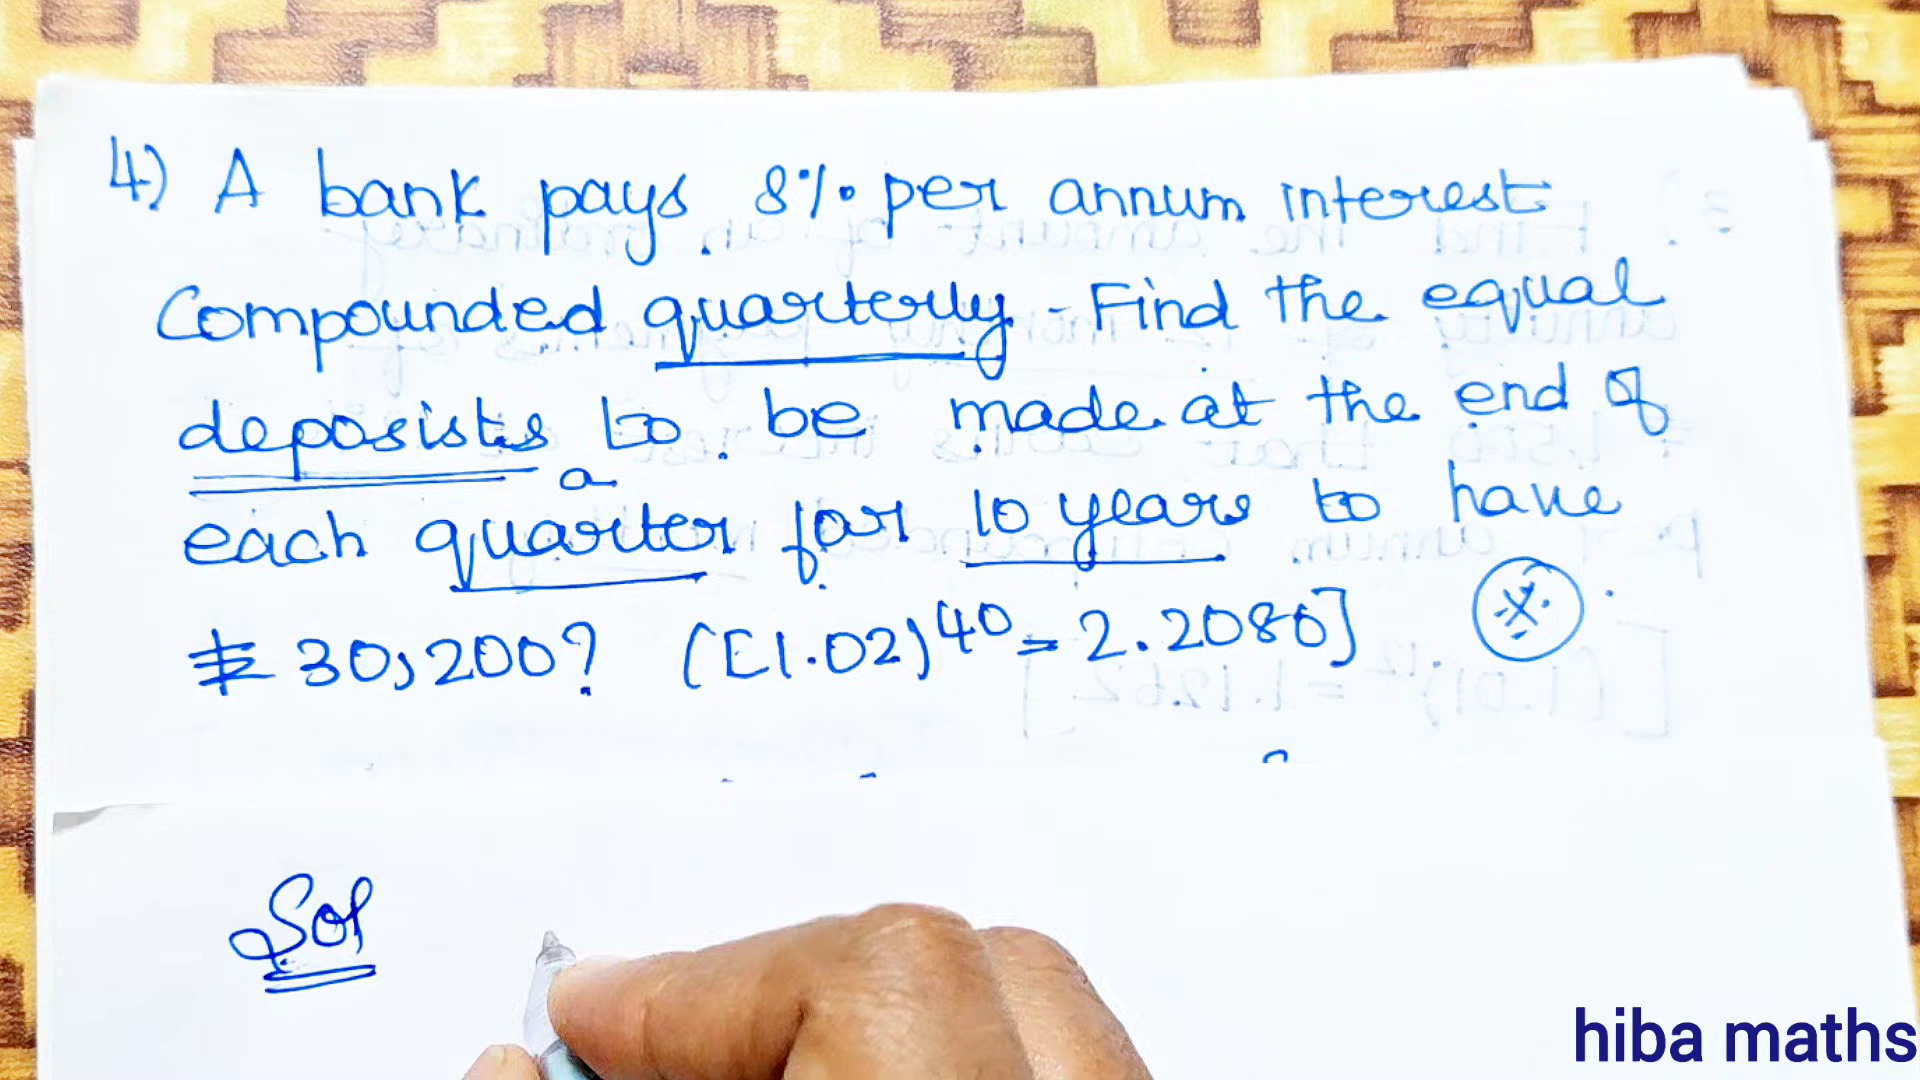 4) A bank pays 8% per annum interest
Compounded quarterly. Find the equal
deposists to be made at the end of
a
each quarter for 10 years to have
₹ 30,200? ([1.02)^40 = 2.2080]
Sol
hiba maths